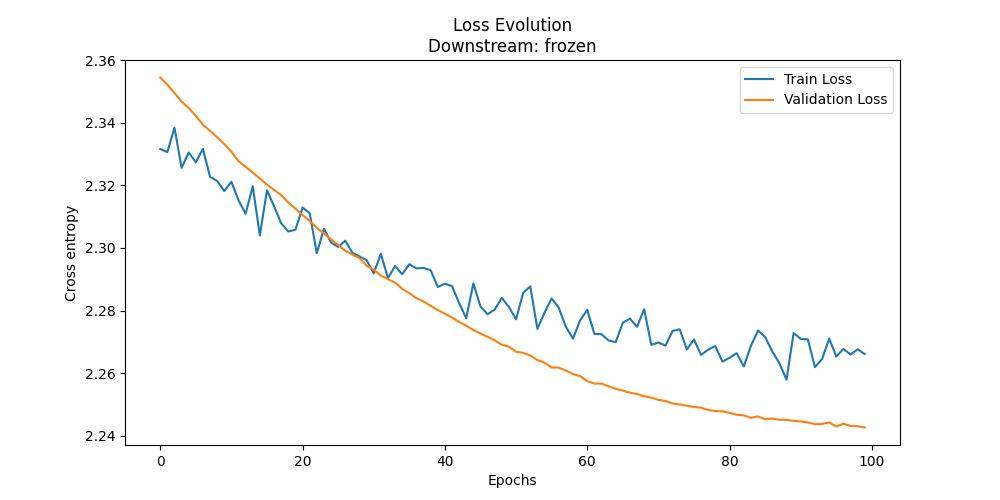 Loss Evolution
Downstream: frozen
Train Loss
Validation Loss
Cross entropy
2.36
2.34
2.32
2.30
2.28
2.26
2.24
0
20
40
60
80
100
Epochs